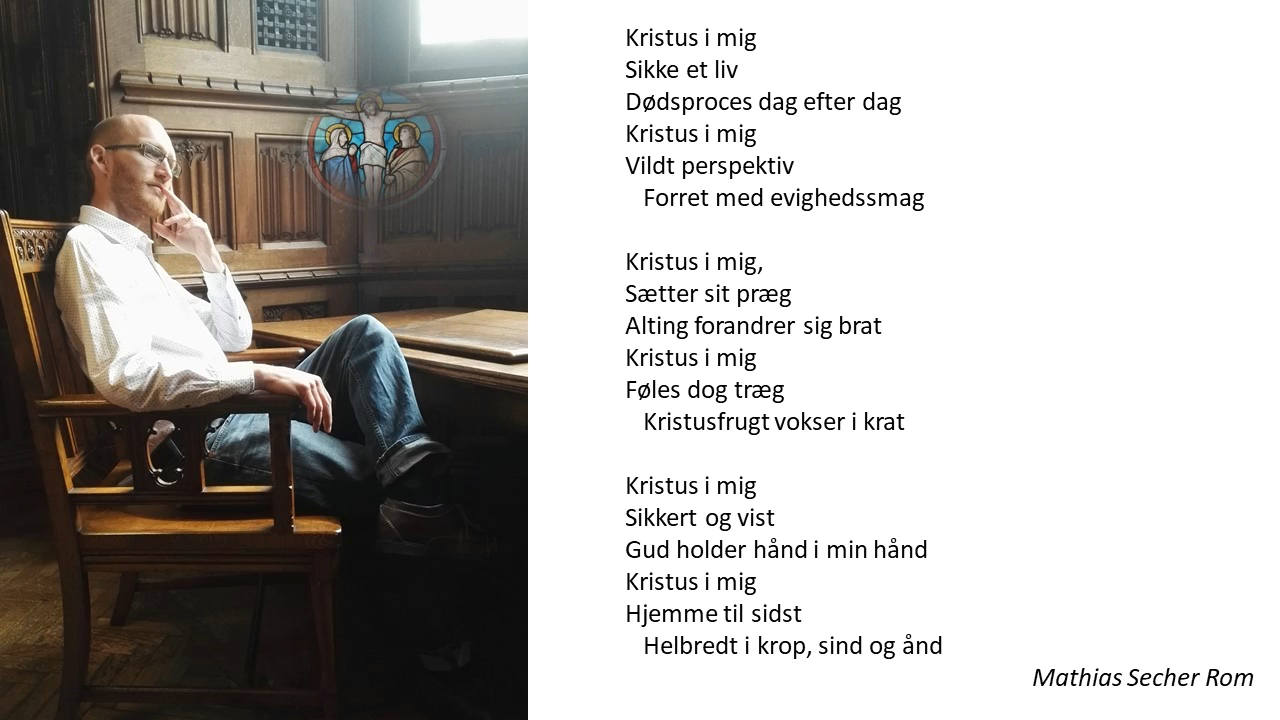 Kristus i mig
Sikke et liv
Dødsproces dag efter dag
Kristus i mig
Vildt perspektiv
Forret med evighedssmag
Kristus i mig,
Sætter sit præg
Alting forandrer sig brat
Kristus i mig
Føles dog træg
Kristusfrugt vokser i krat
Kristus i mig
Sikkert og vist
Gud holder hånd i min hånd
Kristus i mig
Hjemme til sidst
Helbredt i krop, sind og ånd
Mathias Secher Rom